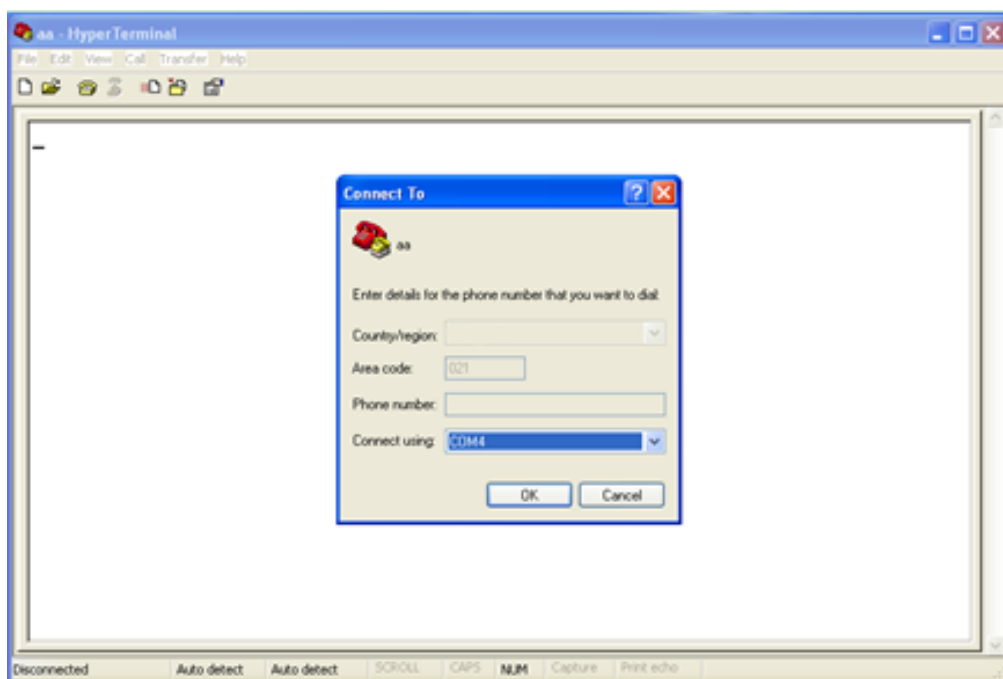 aa - HyperTerminal
File Edit View Call Transfer Help
Connect To
aa
Enter details for the phone number that you want to dial:
Country/region:
Area code: 021
Phone number:
Connect using: COM4
OK Cancel
Disconnected Auto detect Auto detect SCROLL CAPS NUM Capture Print echo